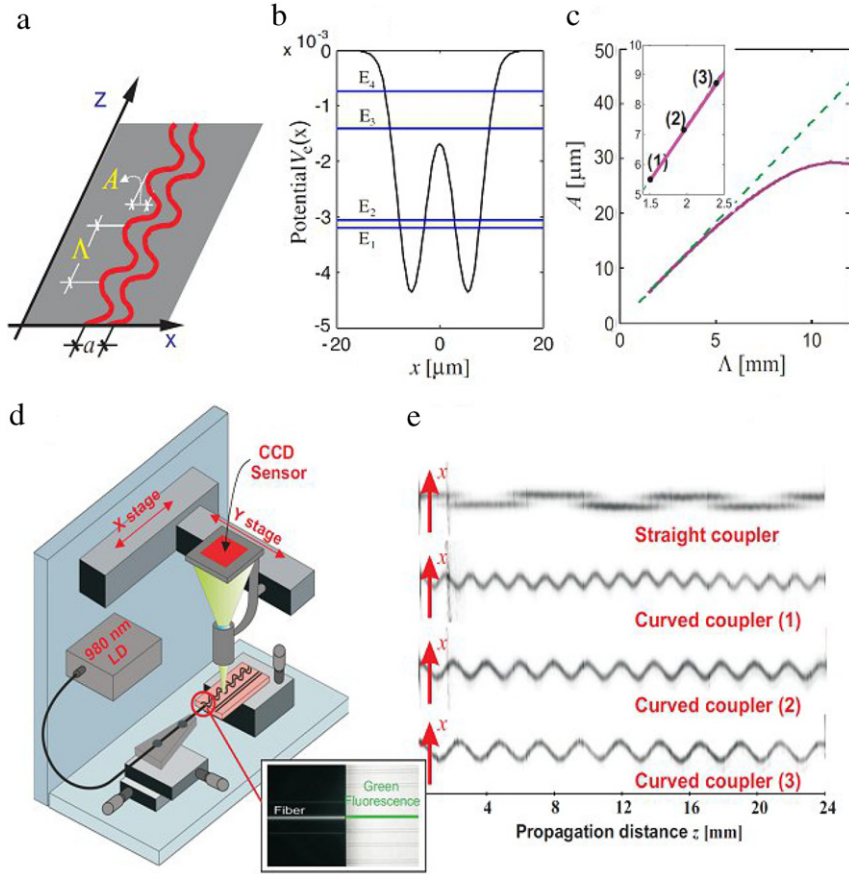 a
Z
A
Λ
a
X
b
× 10⁻³
0
-1
-2
-3
-4
-5
Potential Vₑ(x)
E₄
E₃
E₂
E₁
-20
0
20
x [μm]
c
50
40
30
20
10
0
A [μm]
10
9
8
7
6
5
(3)
(2)
(1)
1.5
2
2.5
0
5
10
Λ [mm]
d
CCD
Sensor
X stage
Y stage
980 nm
LD
Fiber
Green
Fluorescence
e
x
Straight coupler
x
Curved coupler (1)
x
Curved coupler (2)
x
Curved coupler (3)
4
8
12
16
20
24
Propagation distance z [mm]